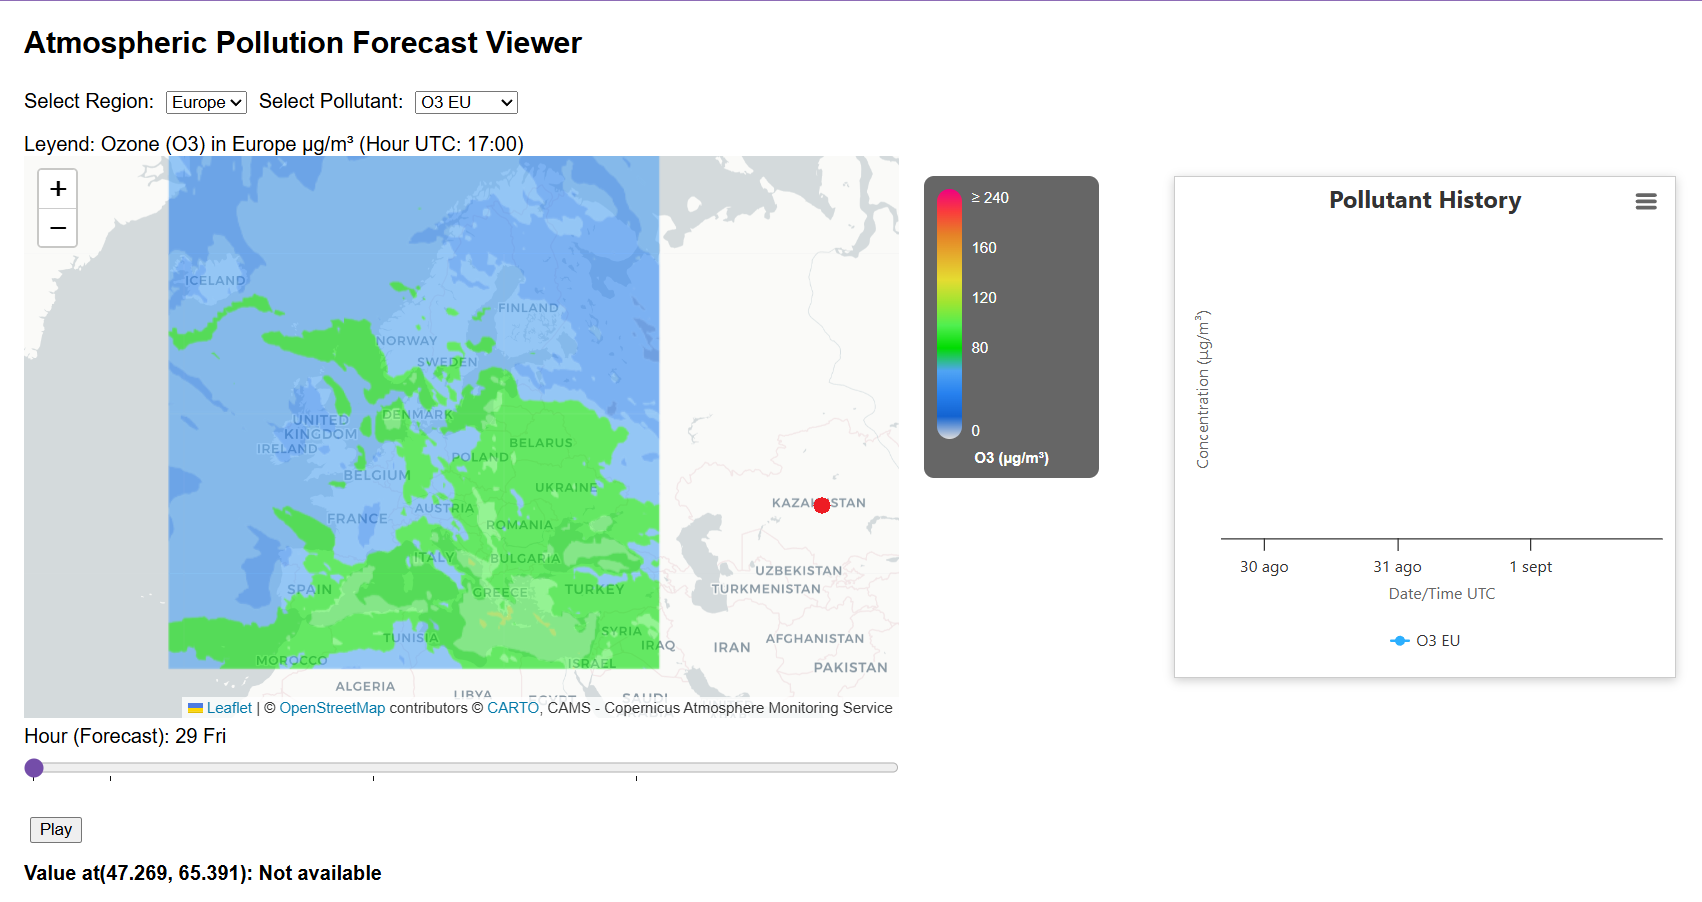 Atmospheric Pollution Forecast Viewer
Select Region: Europe Select Pollutant: O3 EU
Leyend: Ozone (O3) in Europe µg/m³ (Hour UTC: 17:00)
+
−
ICELAND
FINLAND
NORWAY
SWEDEN
DENMARK
UNITED
KINGDOM
IRELAND
BELARUS
POLAND
BELGIUM
UKRAINE
KAZAKHSTAN
AUSTRIA
FRANCE
ROMANIA
ITALY
BULGARIA
UZBEKISTAN
SPAIN
GREECE
TURKEY
TURKMENISTAN
TUNISIA
SYRIA
IRAQ
IRAN
AFGHANISTAN
MOROCCO
ISRAEL
PAKISTAN
ALGERIA
LIBYA
EGYPT
SAUDI
Leaflet | © OpenStreetMap contributors © CARTO, CAMS - Copernicus Atmosphere Monitoring Service
≥ 240
160
120
80
0
O3 (µg/m³)
Pollutant History
Concentration (µg/m³)
30 ago 31 ago 1 sept
Date/Time UTC
O3 EU
Hour (Forecast): 29 Fri
Play
Value at(47.269, 65.391): Not available